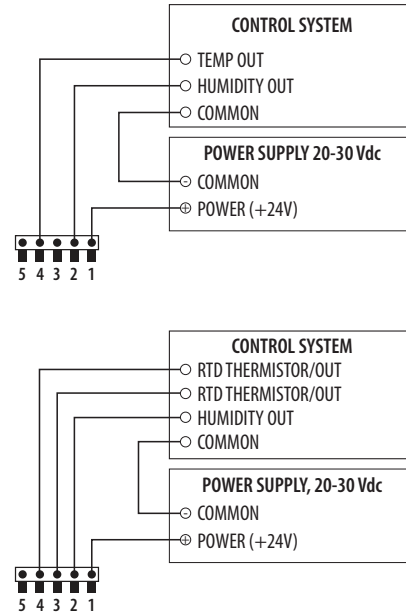 CONTROL SYSTEM
TEMP OUT
HUMIDITY OUT
COMMON
POWER SUPPLY 20-30 Vdc
- COMMON
+ POWER (+24V)
5 4 3 2 1
CONTROL SYSTEM
RTD THERMISTOR/OUT
RTD THERMISTOR/OUT
HUMIDITY OUT
COMMON
POWER SUPPLY, 20-30 Vdc
- COMMON
+ POWER (+24V)
5 4 3 2 1